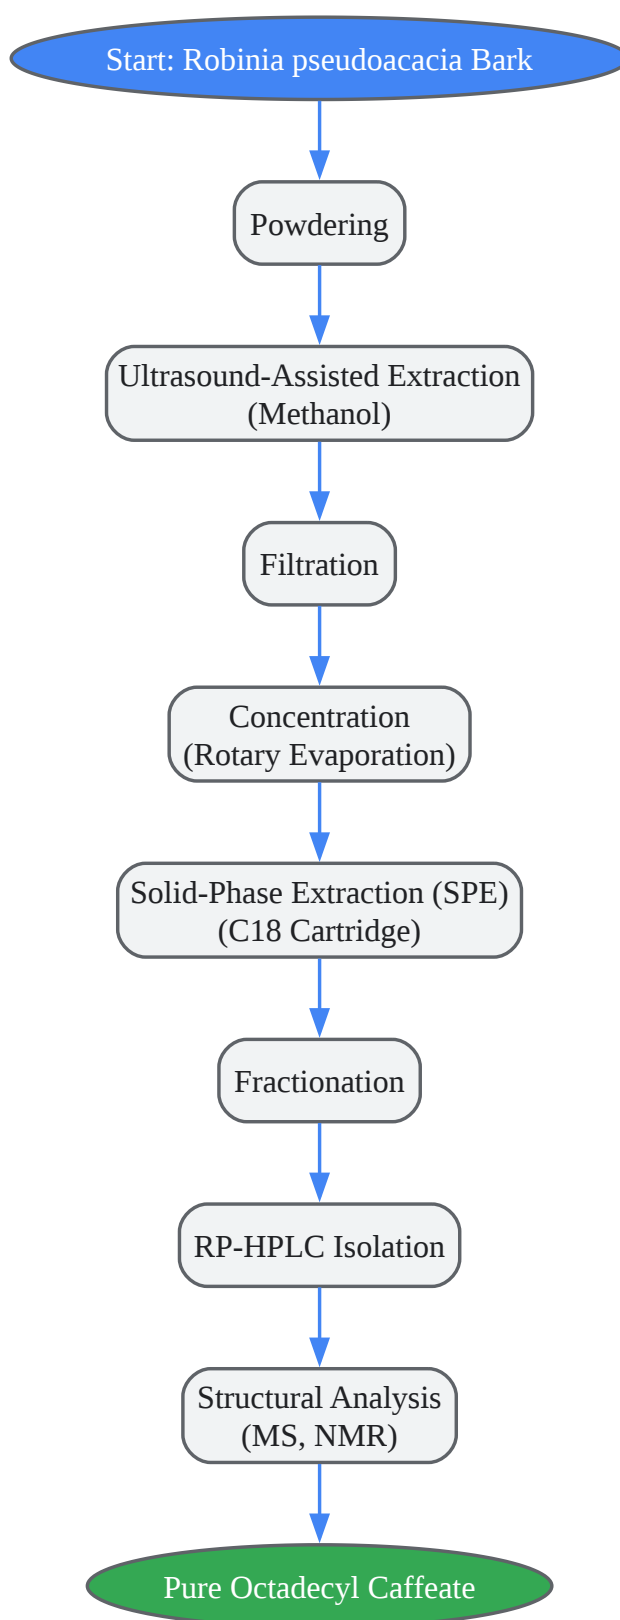 Start: Robinia pseudoacacia Bark
Powdering
Ultrasound-Assisted Extraction
(Methanol)
Filtration
Concentration
(Rotary Evaporation)
Solid-Phase Extraction (SPE)
(C18 Cartridge)
Fractionation
RP-HPLC Isolation
Structural Analysis
(MS, NMR)
Pure Octadecyl Caffeate